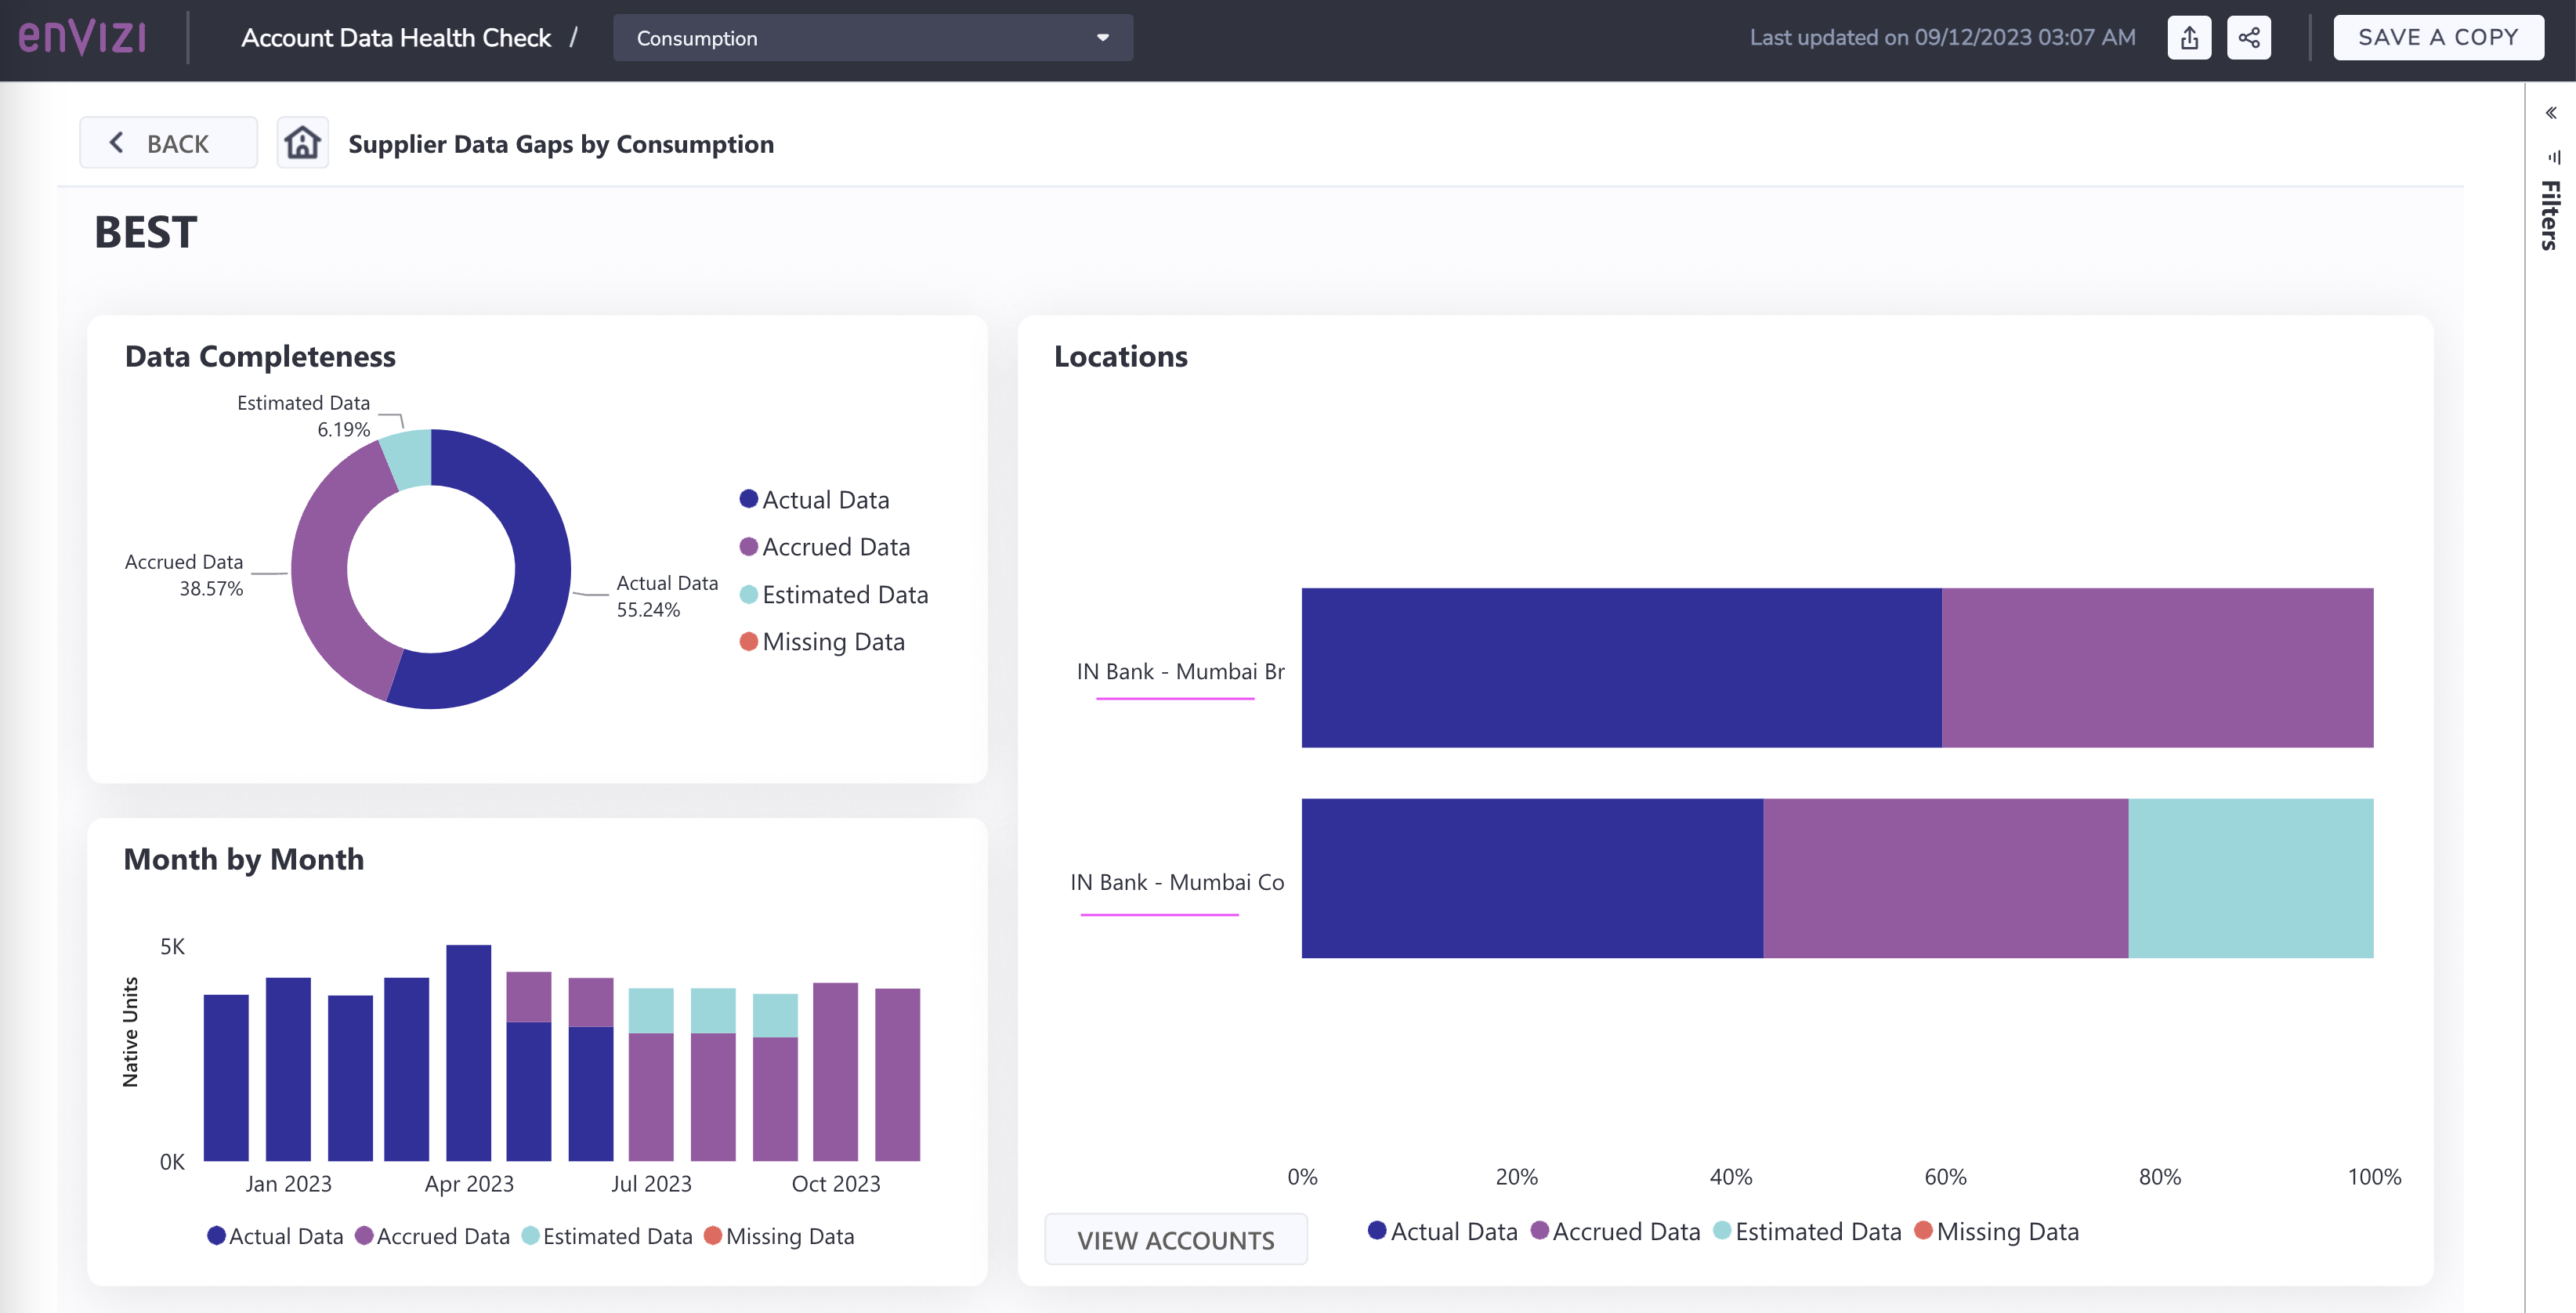 enVIZI
Account Data Health Check /
Consumption
Last updated on 09/12/2023 03:07 AM
SAVE A COPY
BACK
Supplier Data Gaps by Consumption
Filters
BEST
Data Completeness
Estimated Data
6.19%
Accrued Data
38.57%
Actual Data
55.24%
Actual Data
Accrued Data
Estimated Data
Missing Data
Month by Month
Native Units
5K
0K
Jan 2023 Apr 2023 Jul 2023 Oct 2023
Actual Data Accrued Data Estimated Data Missing Data
Locations
IN Bank - Mumbai Br
IN Bank - Mumbai Co
0% 20% 40% 60% 80% 100%
VIEW ACCOUNTS
Actual Data Accrued Data Estimated Data Missing Data